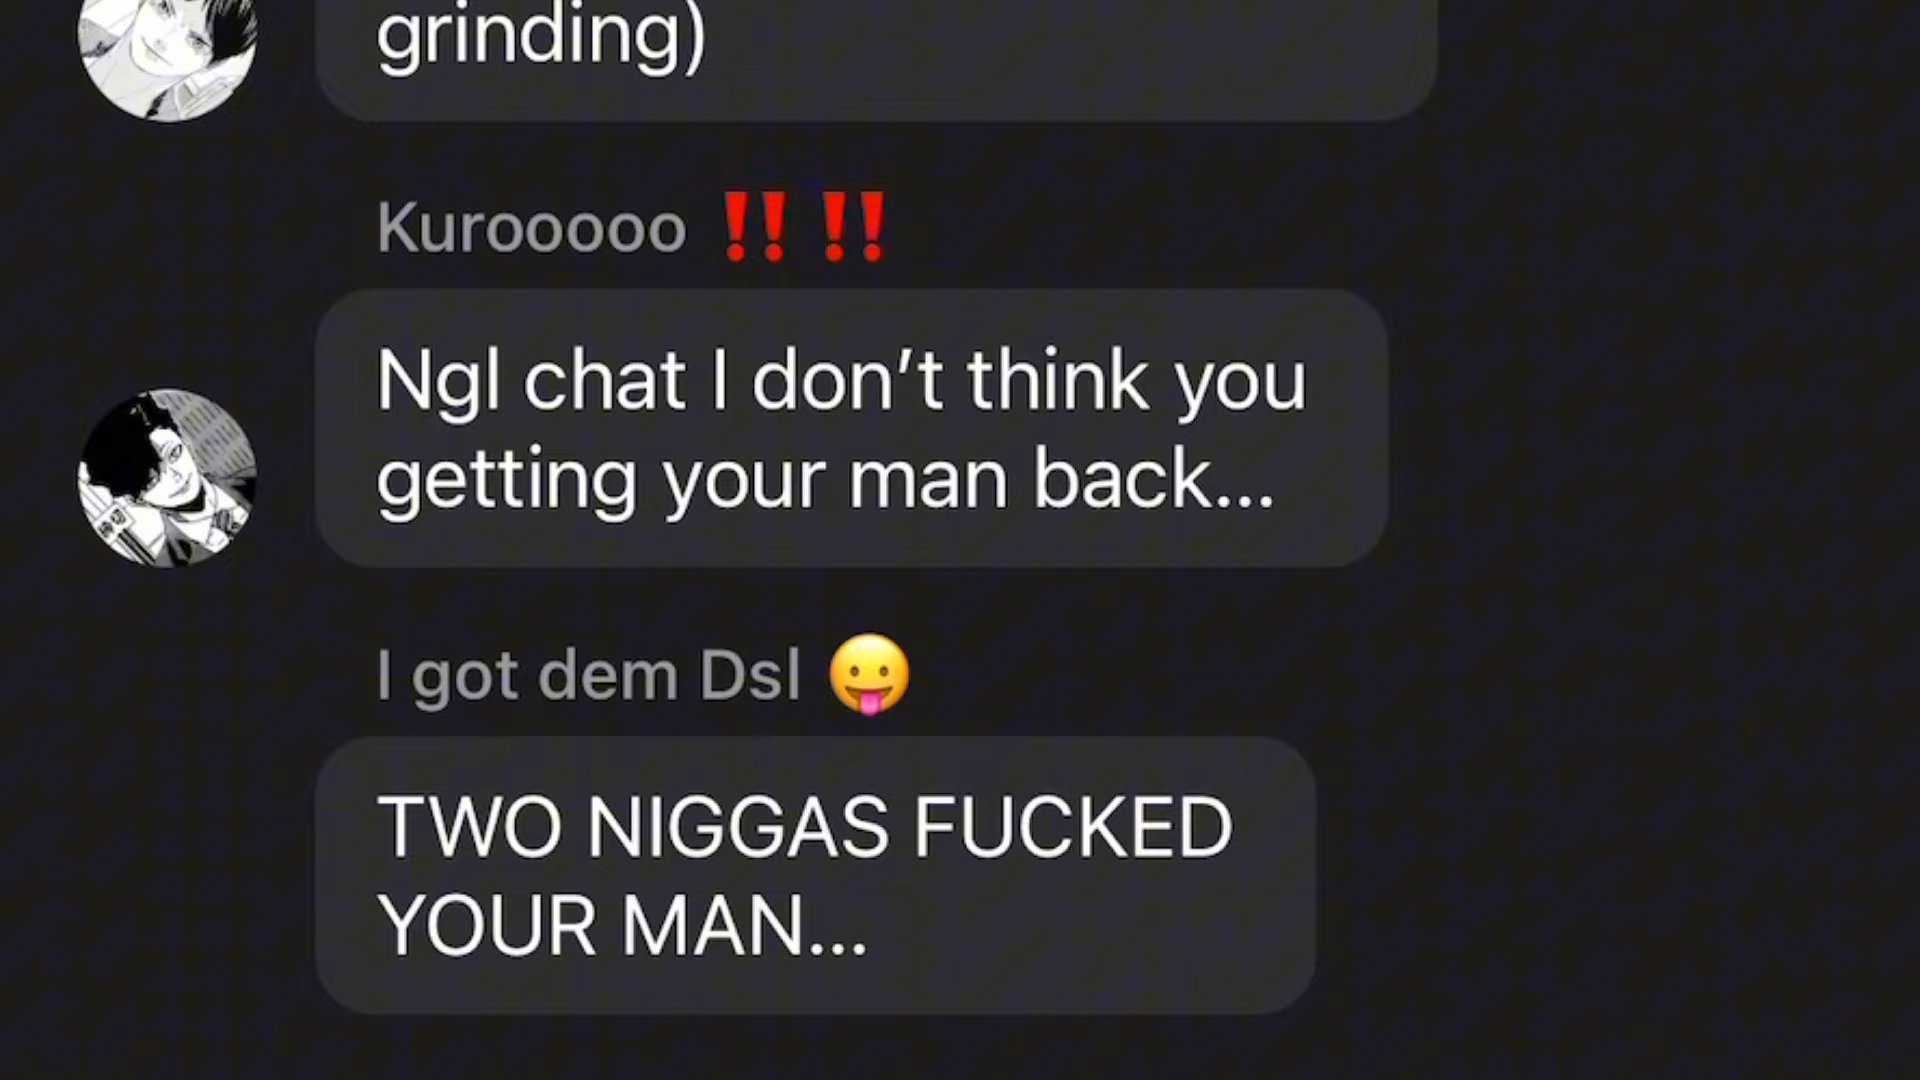 grinding)
Kurooooo ‼️ ‼️
Ngl chat I don’t think you
getting your man back...
I got dem Dsl 😛
TWO NIGGAS FUCKED
YOUR MAN...